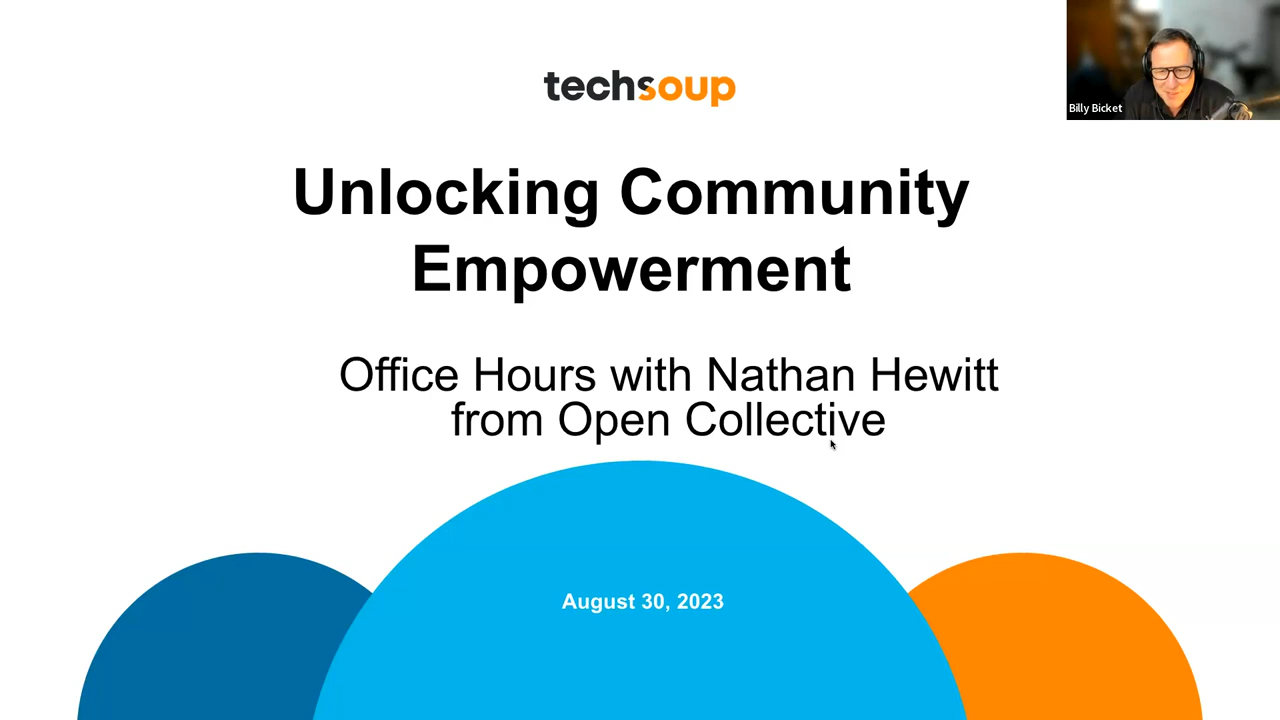 techsoup
Billy Bicket
Unlocking Community
Empowerment
Office Hours with Nathan Hewitt
from Open Collective
August 30, 2023